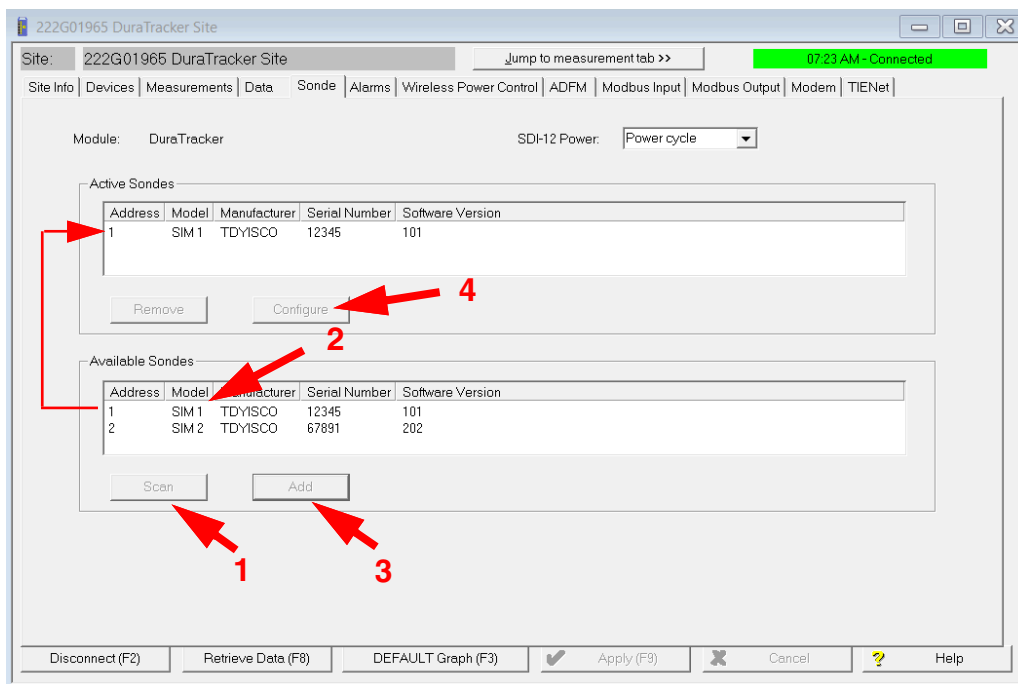 222G01965 DuraTracker Site
Site: 222G01965 DuraTracker Site Jump to measurement tab >> 07:23 AM - Connected
Site Info Devices Measurements Data Sonde Alarms Wireless Power Control ADFM Modbus Input Modbus Output Modem TIENet
Module: DuraTracker SDI-12 Power: Power cycle
Active Sondes
Address Model Manufacturer Serial Number Software Version
1 SIM 1 TDYISCO 12345 101
Remove Configure 4
2
Available Sondes
Address Model Manufacturer Serial Number Software Version
1 SIM 1 TDYISCO 12345 101
2 SIM 2 TDYISCO 67891 202
Scan Add
1 3
Disconnect (F2) Retrieve Data (F8) DEFAULT Graph (F3) Apply (F9) Cancel Help